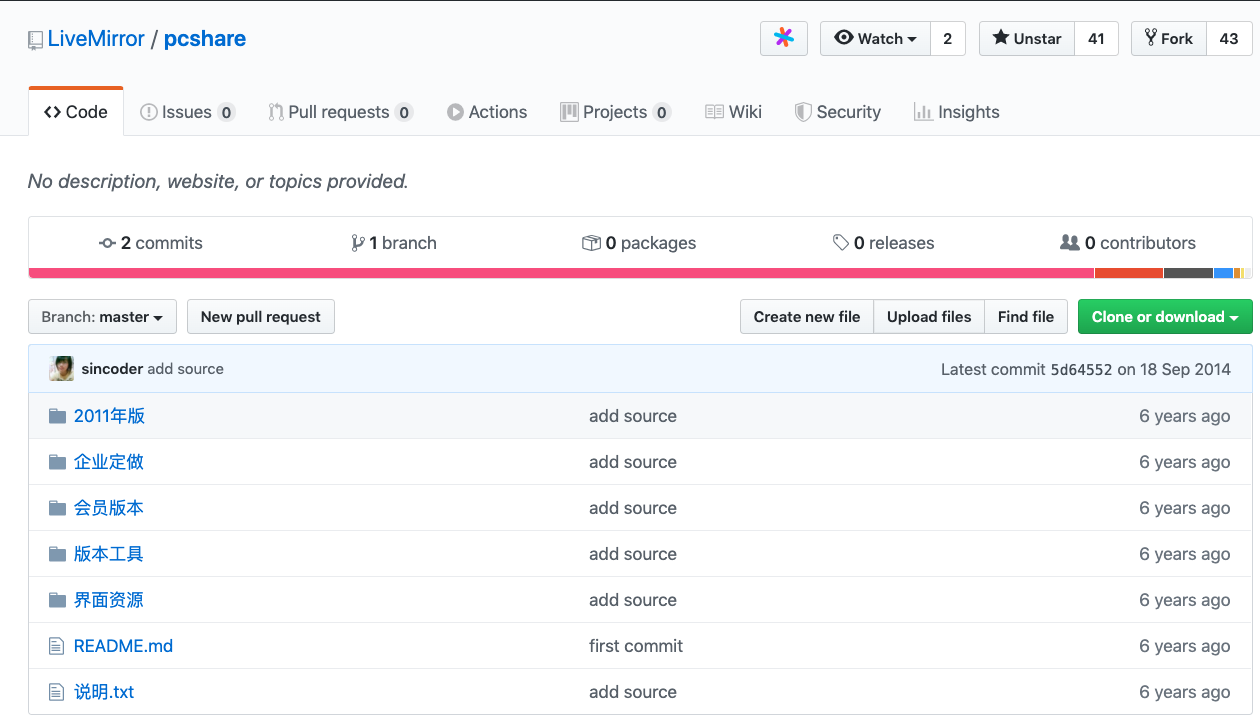 LiveMirror / pcshare
Watch 2 Unstar 41 Fork 43
Code Issues 0 Pull requests 0 Actions Projects 0 Wiki Security Insights
No description, website, or topics provided.
2 commits 1 branch 0 packages 0 releases 0 contributors
Branch: master New pull request Create new file Upload files Find file Clone or download
sincoder add source Latest commit 5d64552 on 18 Sep 2014
2011年版 add source 6 years ago
企业定做 add source 6 years ago
会员版本 add source 6 years ago
版本工具 add source 6 years ago
界面资源 add source 6 years ago
README.md first commit 6 years ago
说明.txt add source 6 years ago